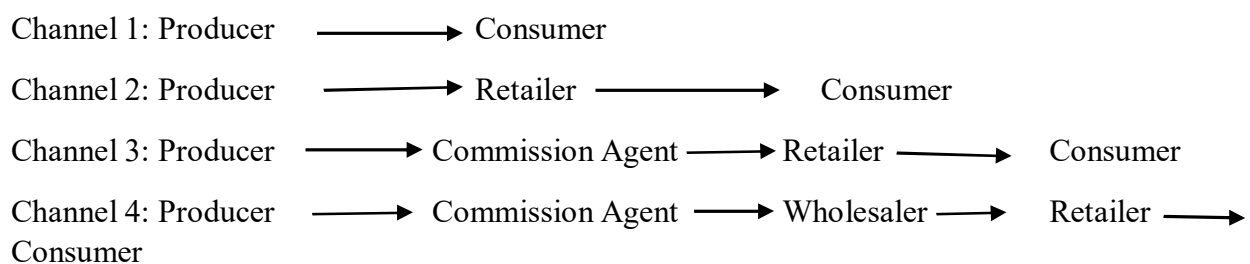 Channel 1: Producer Consumer
Channel 2: Producer Retailer Consumer
Channel 3: Producer Commission Agent Retailer Consumer
Channel 4: Producer Commission Agent Wholesaler Retailer
Consumer